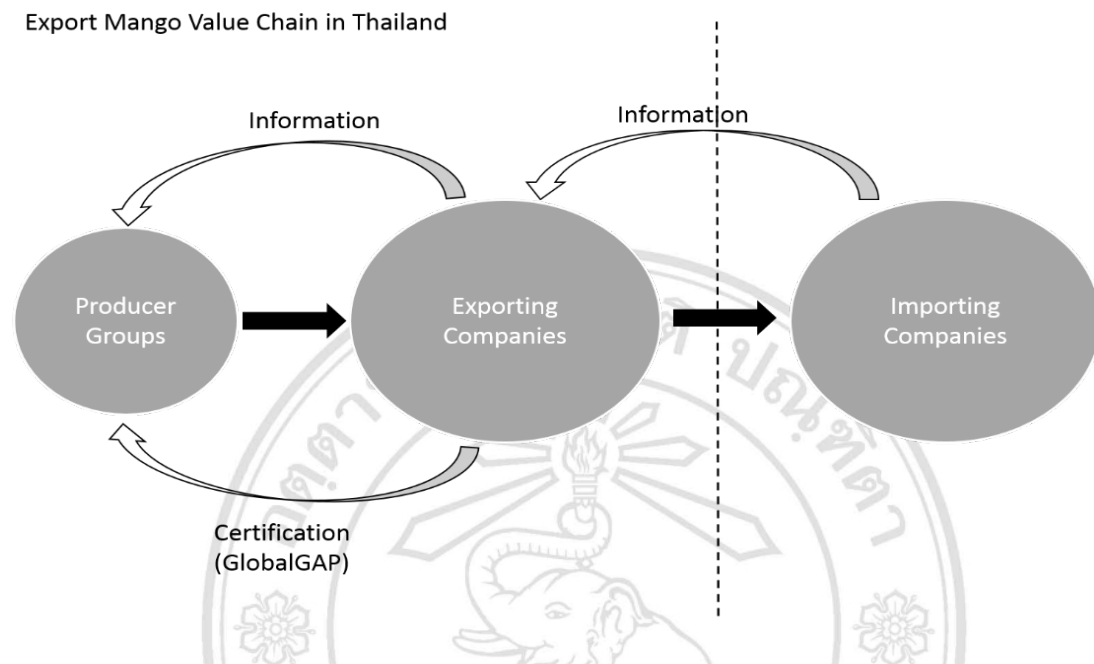 Export Mango Value Chain in Thailand
Information
Information
Producer
Groups
Exporting
Companies
Importing
Companies
Certification
(GlobalGAP)